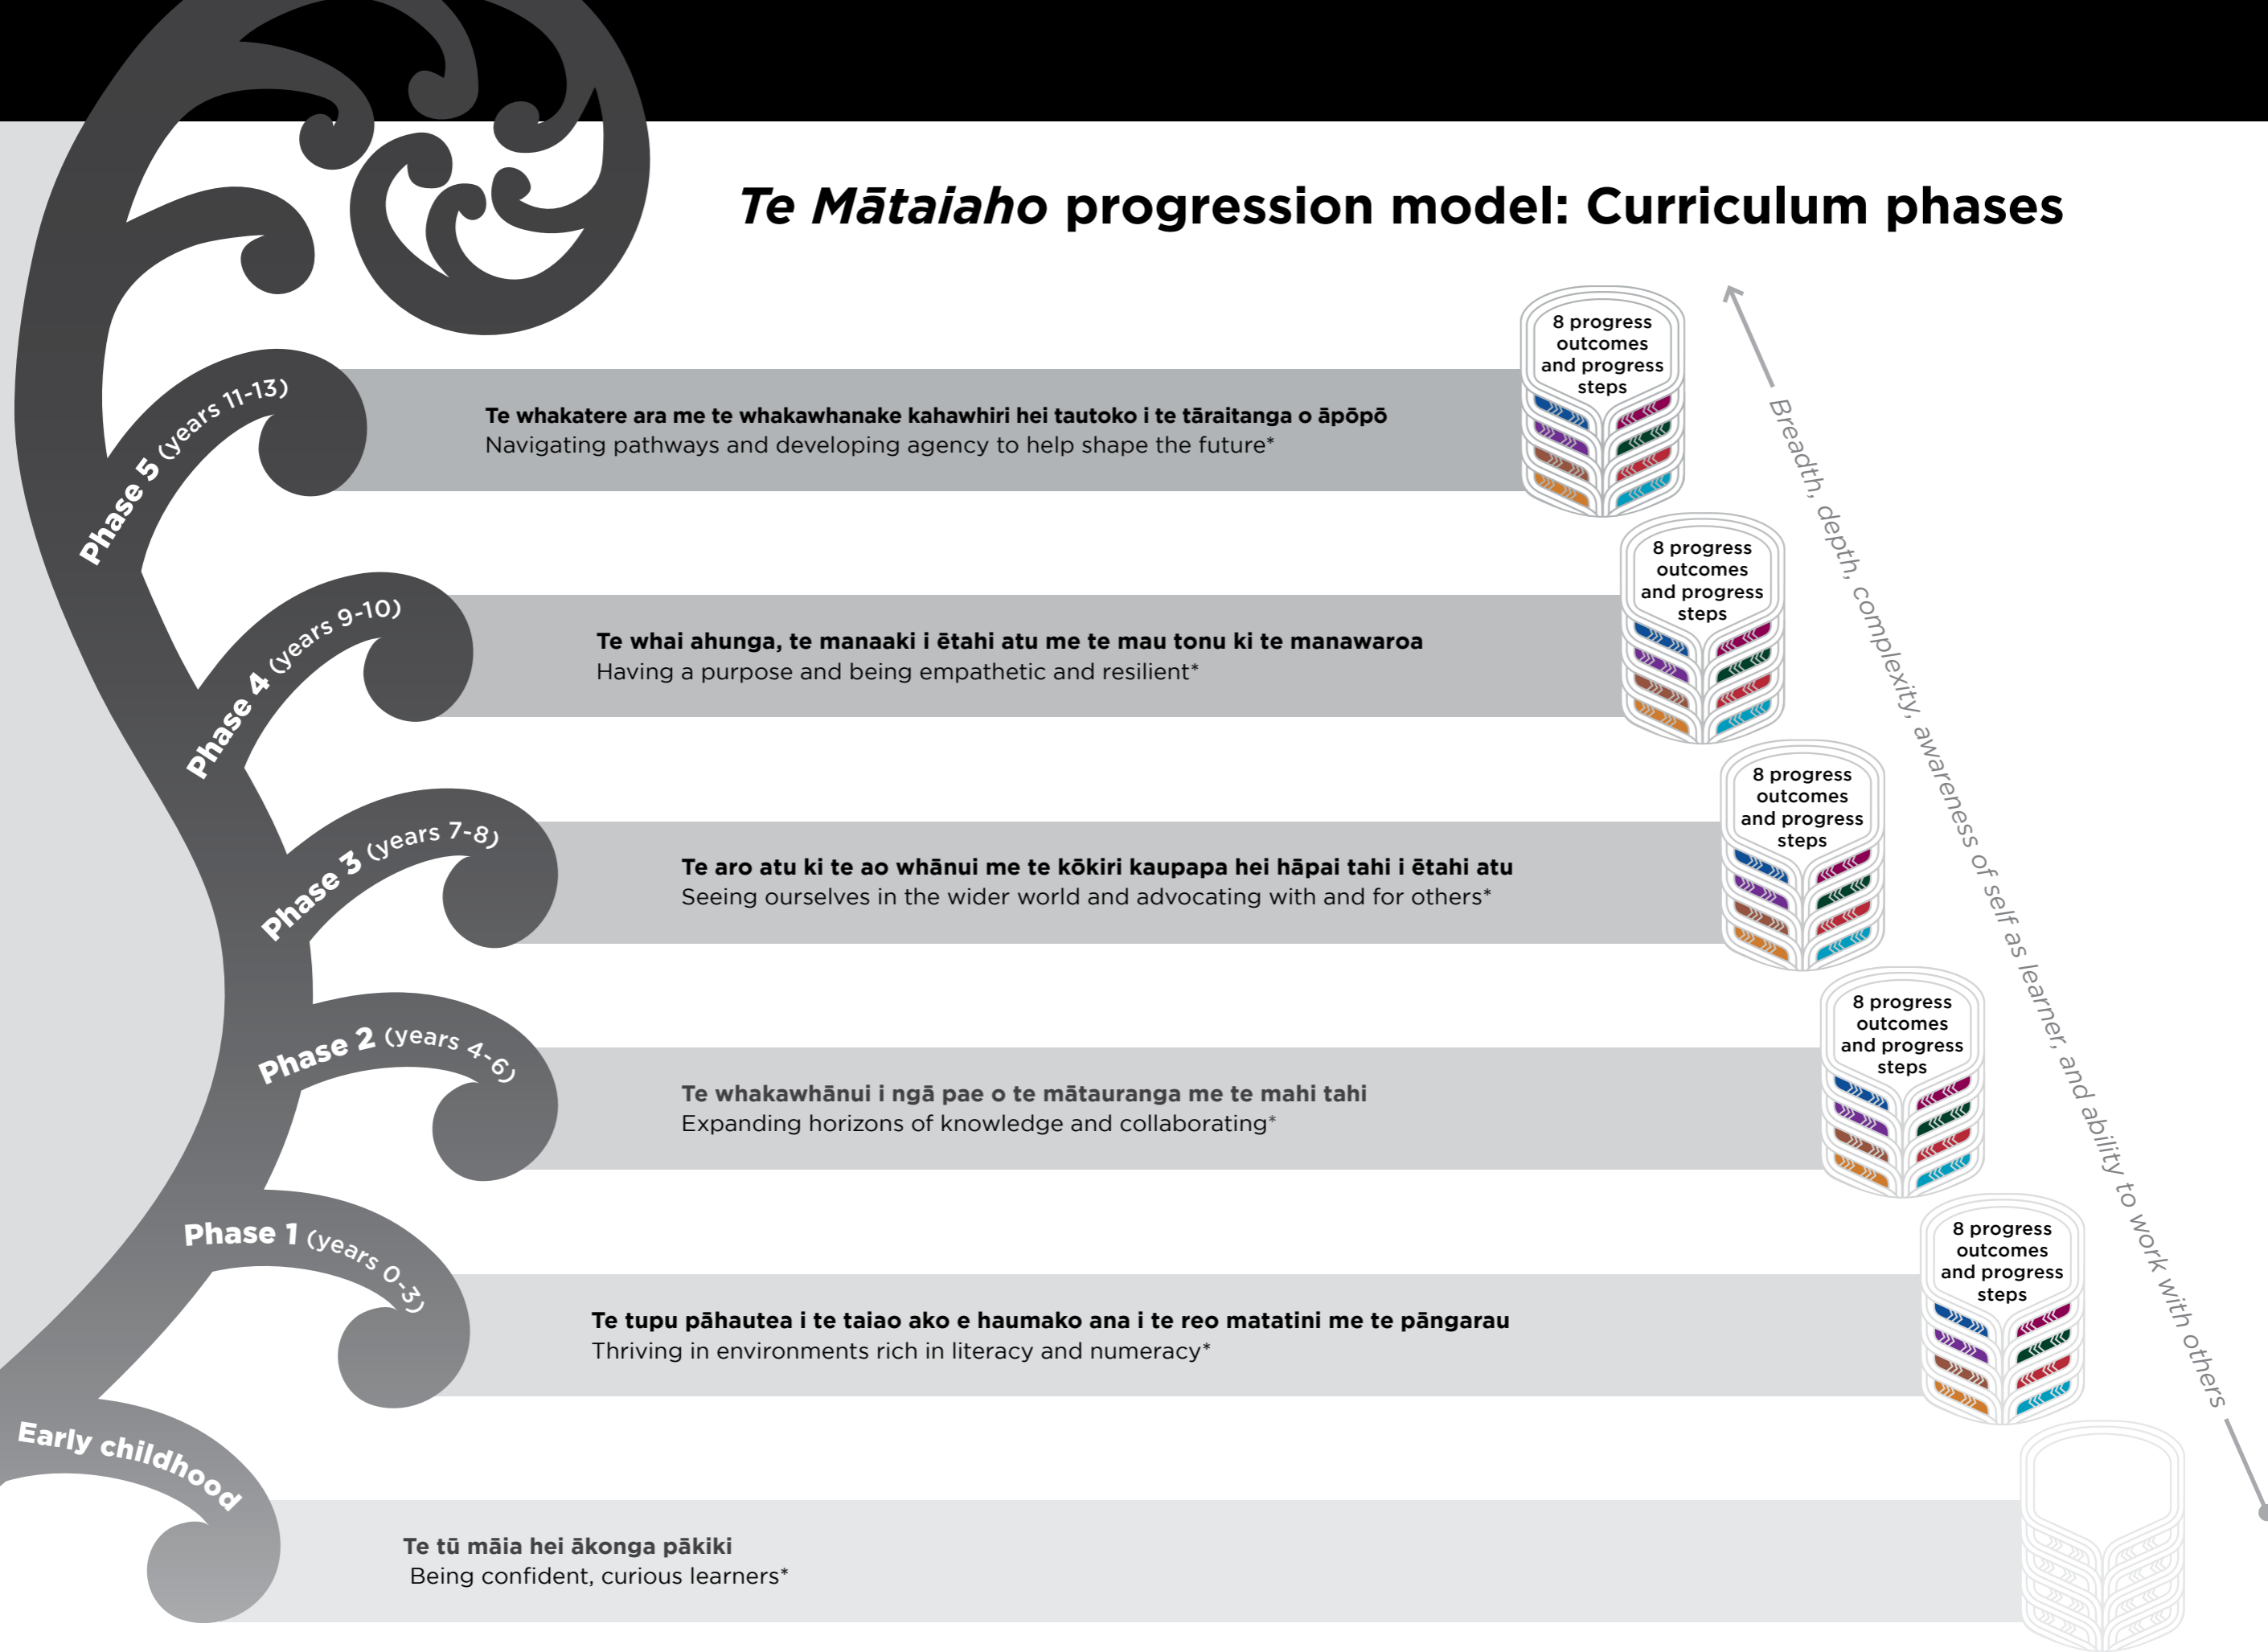 Te Mātaiaho progression model: Curriculum phases
Phase 5 (years 11-13)
Te whakatere ara me te whakawhanake kahawhiri hei tautoko i te tāraitanga o āpōpō
Navigating pathways and developing agency to help shape the future*
8 progress
outcomes
and progress
steps
Phase 4 (years 9-10)
Te whai ahunga, te manaaki i ētahi atu me te mau tonu ki te manawaroa
Having a purpose and being empathetic and resilient*
8 progress
outcomes
and progress
steps
Phase 3 (years 7-8)
Te aro atu ki te ao whānui me te kōkiri kaupapa hei hāpai tahi i ētahi atu
Seeing ourselves in the wider world and advocating with and for others*
8 progress
outcomes
and progress
steps
Phase 2 (years 4-6)
Te whakawhānui i ngā pae o te mātauranga me te mahi tahi
Expanding horizons of knowledge and collaborating*
8 progress
outcomes
and progress
steps
Phase 1 (years 0-3)
Te tupu pāhautea i te taiao ako e haumako ana i te reo matatini me te pāngarau
Thriving in environments rich in literacy and numeracy*
8 progress
outcomes
and progress
steps
Early childhood
Te tū māia hei ākonga pākiki
Being confident, curious learners*
Breadth, depth, complexity, awareness of self as learner, and ability to work with others